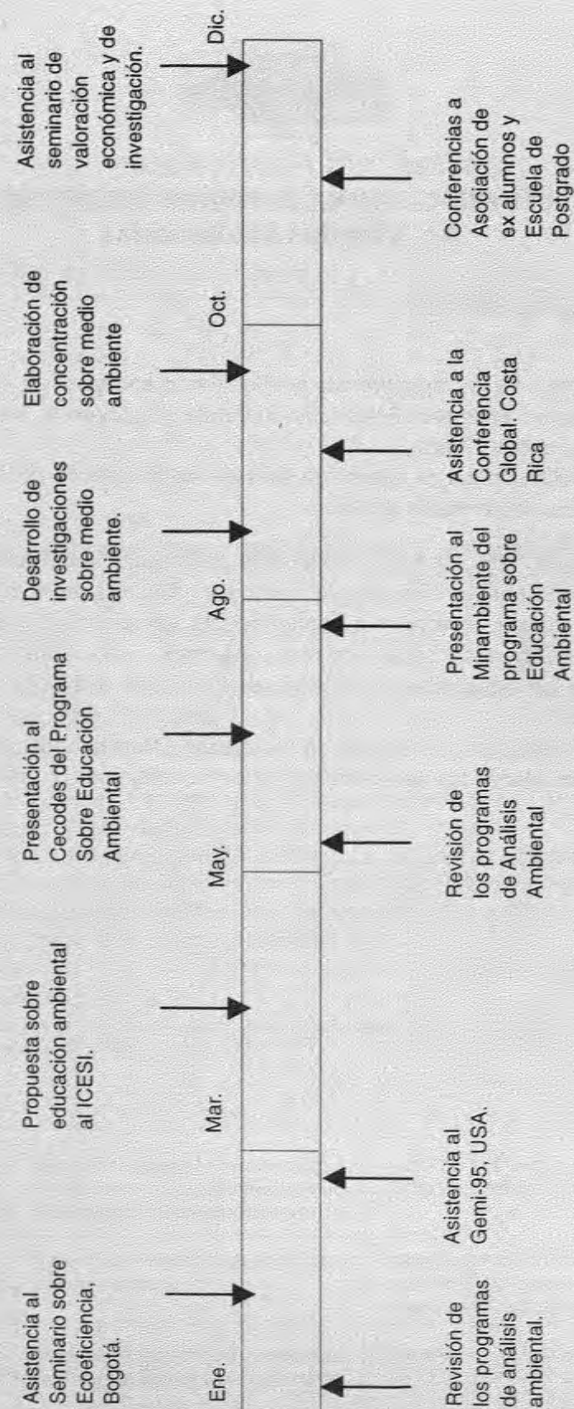 Asistencia al
Seminario sobre
Ecoeficiencia,
Bogotá.
Propuesta sobre
educación ambiental
al ICESI.
Presentación al
Cecodes del Programa
Sobre Educación
Ambiental
Desarrollo de
investigaciones
sobre medio
ambiente.
Elaboración de
concentración
sobre medio
ambiente
Asistencia al
seminario de
valoración
económica y de
investigación.
Ene.
Mar.
May.
Ago.
Oct.
Dic.
Revisión de
los programas
de análisis
ambiental.
Asistencia al
Gemi-95, USA.
Revisión de
los programas
de Análisis
Ambiental
Presentación al
Minambiente del
programa sobre
Educación
Ambiental
Asistencia a la
Conferencia
Global. Costa
Rica
Conferencias a
Asociación de
ex alumnos y
Escuela de
Postgrado